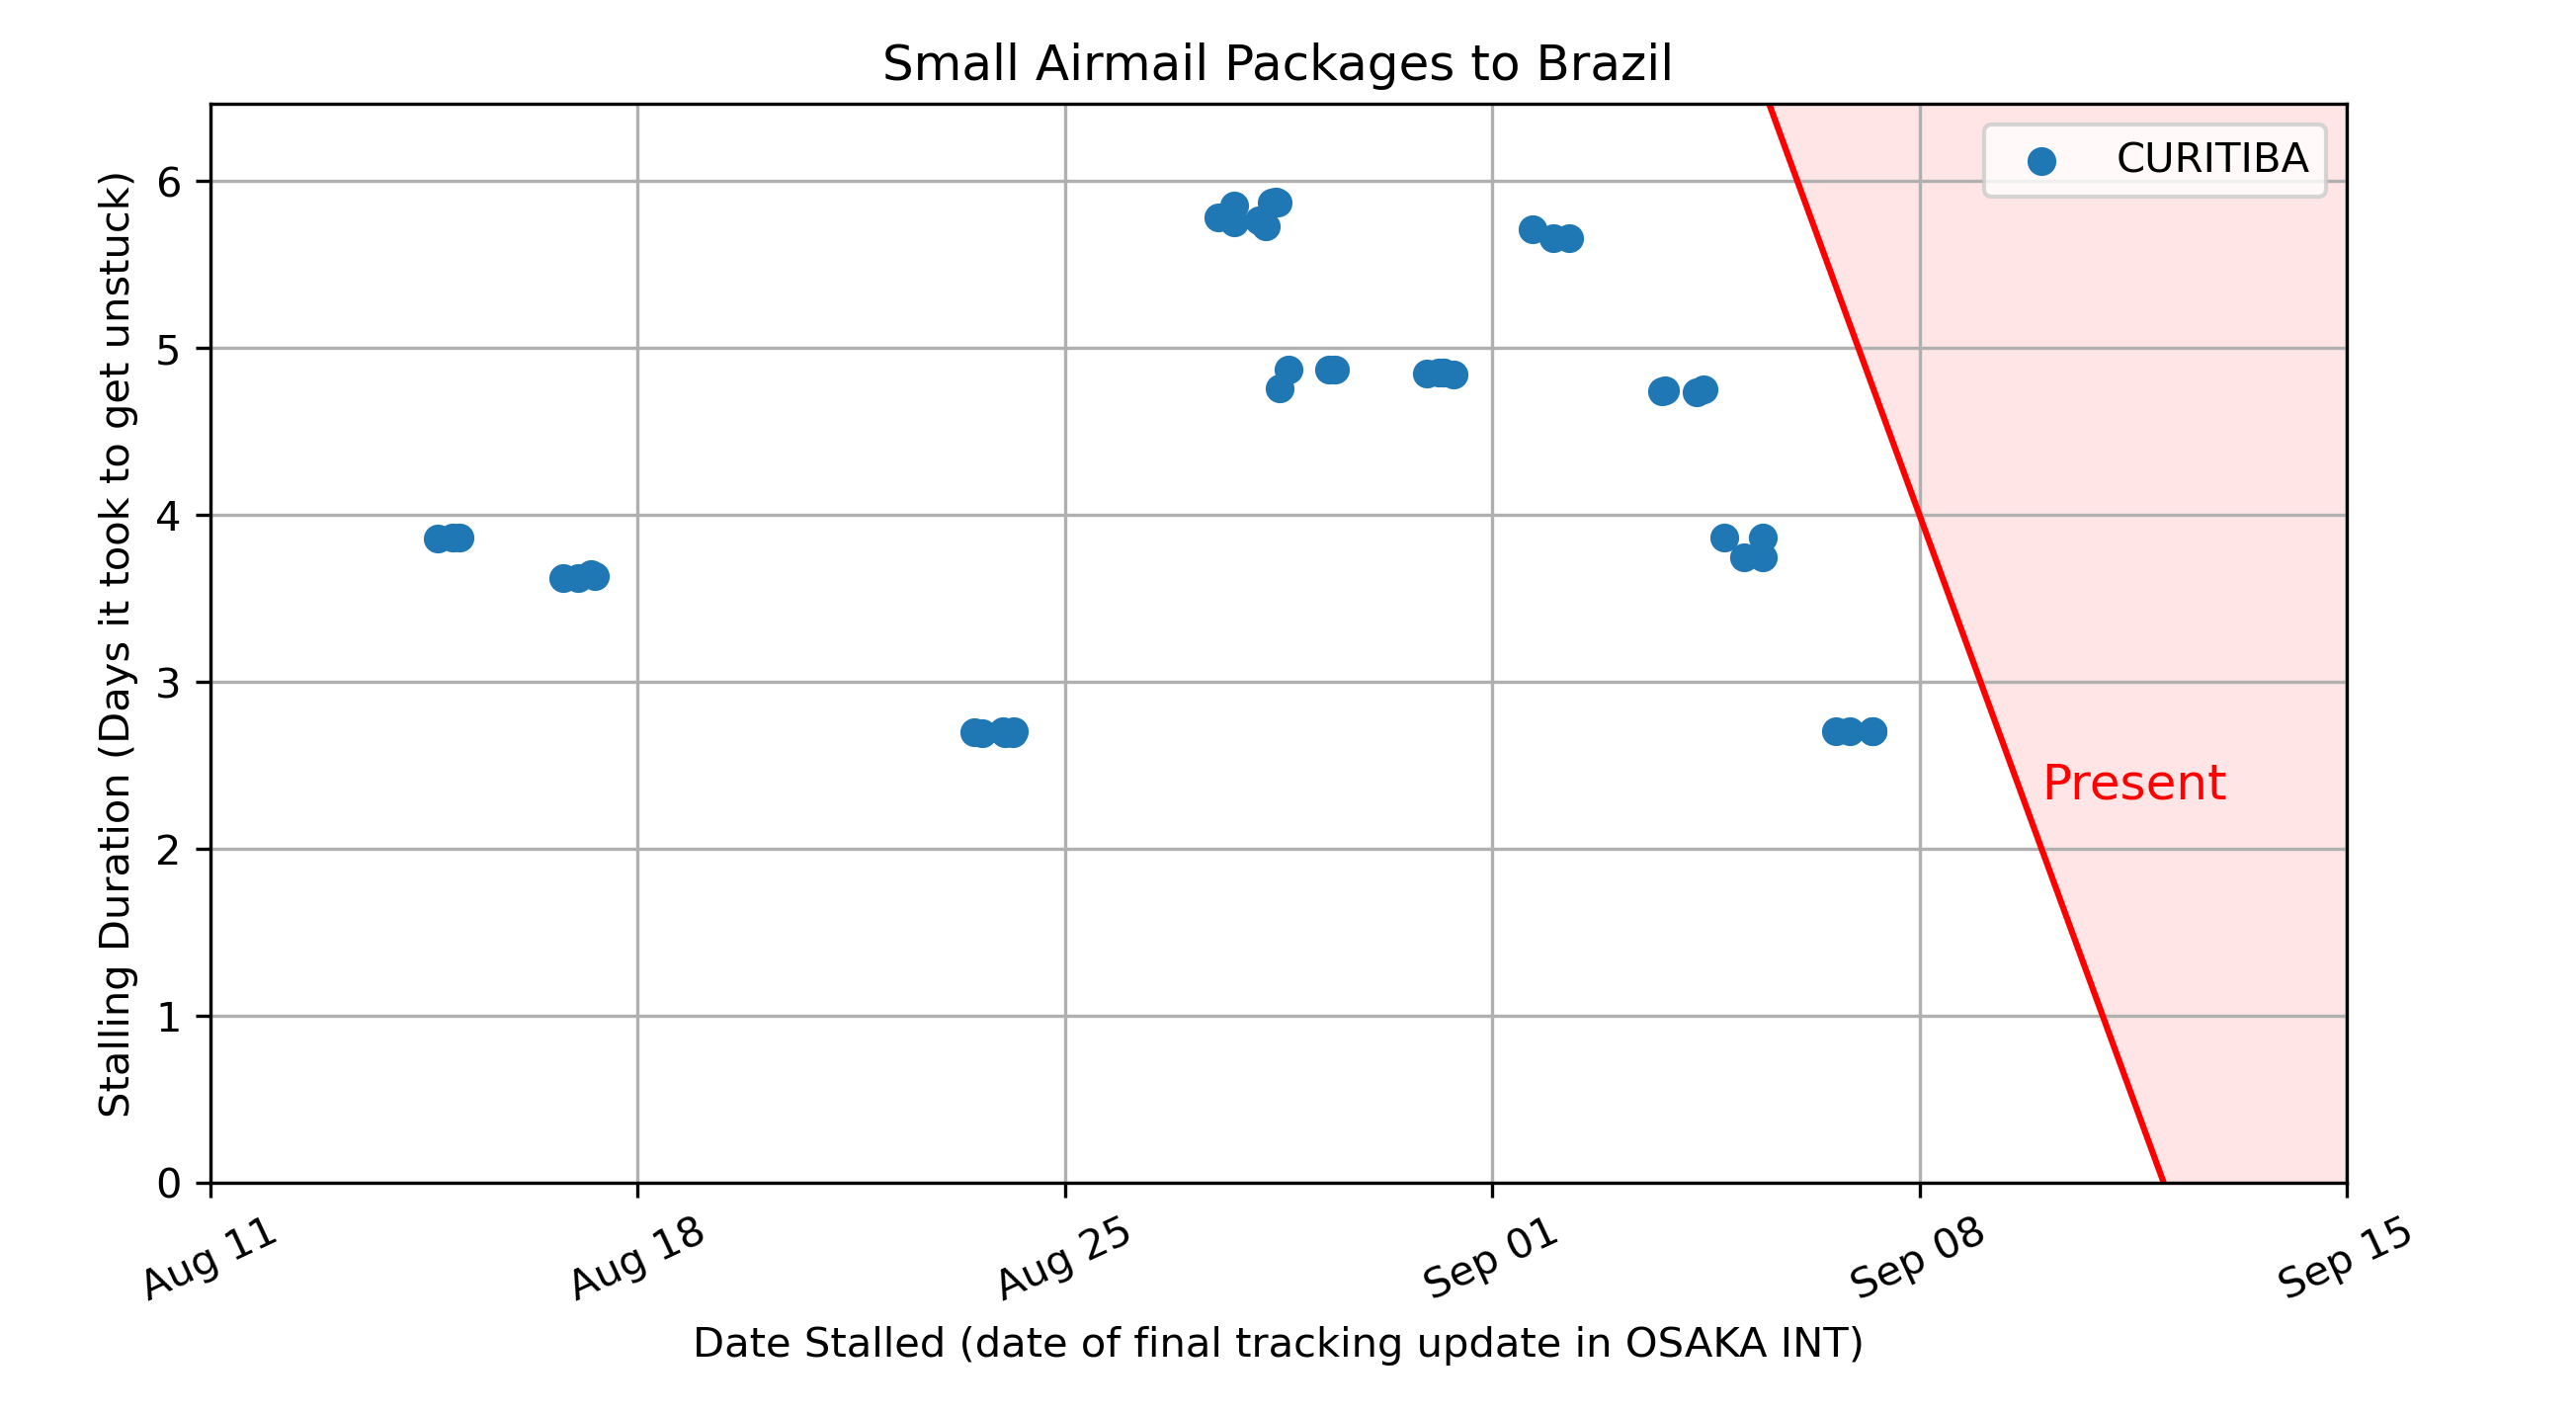 Small Airmail Packages to Brazil
CURITIBA
Stalling Duration (Days it took to get unstuck)
6
5
4
3
2
1
0
Present
Aug 11
Aug 18
Aug 25
Sep 01
Sep 08
Sep 15
Date Stalled (date of final tracking update in OSAKA INT)